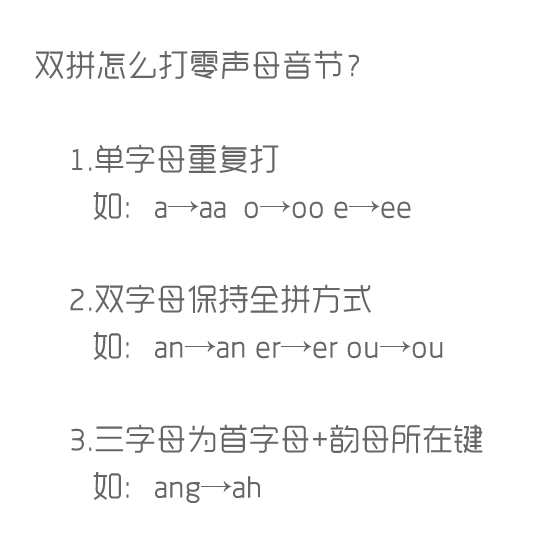 双拼怎么打零声母音节?
1.单字母重复打
如: a→aa o→oo e→ee
2.双字母保持全拼方式
如: an→an er→er ou→ou
3.三字母为首字母+韵母所在键
如: ang→ah